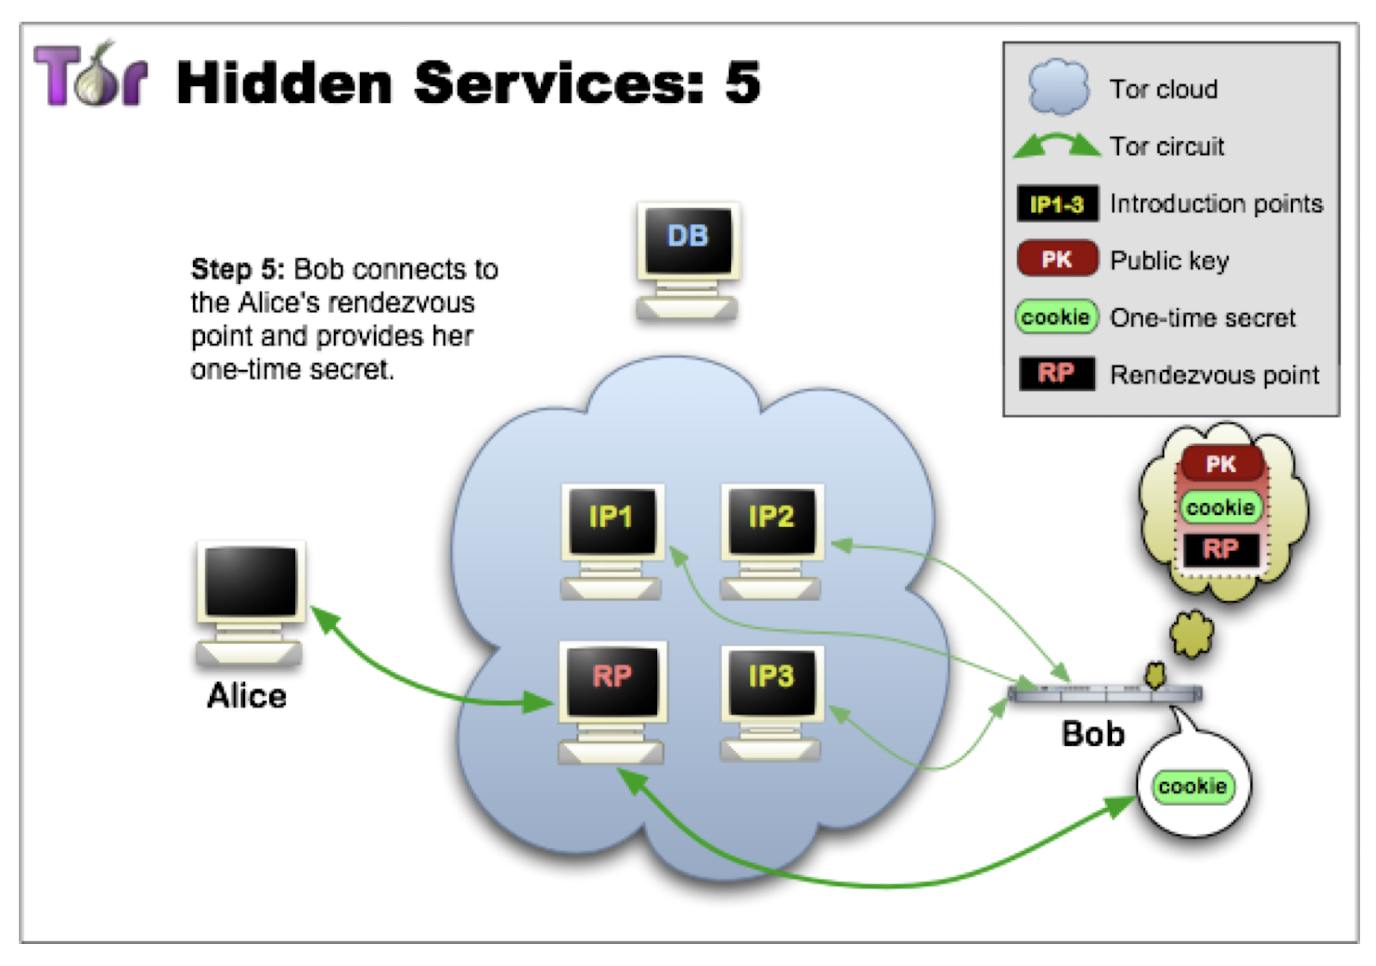 Tor Hidden Services: 5
Tor cloud
Tor circuit
IP1-3 Introduction points
PK Public key
cookie One-time secret
RP Rendezvous point
DB
Step 5: Bob connects to
the Alice's rendezvous
point and provides her
one-time secret.
PK
cookie
RP
IP1
IP2
RP
IP3
Alice
Bob
cookie